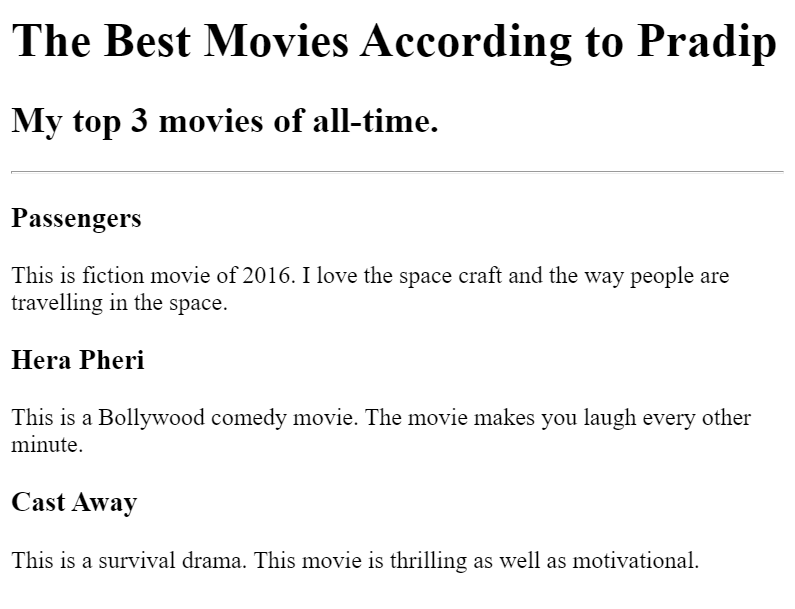 The Best Movies According to Pradip
My top 3 movies of all-time.
Passengers
This is fiction movie of 2016. I love the space craft and the way people are
travelling in the space.
Hera Pheri
This is a Bollywood comedy movie. The movie makes you laugh every other
minute.
Cast Away
This is a survival drama. This movie is thrilling as well as motivational.